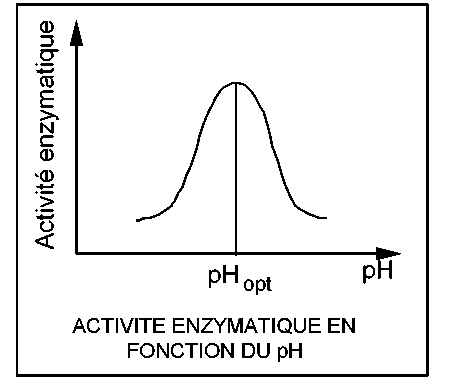 Activité enzymatique
pH opt
pH
ACTIVITE ENZYMATIQUE EN
FONCTION DU pH